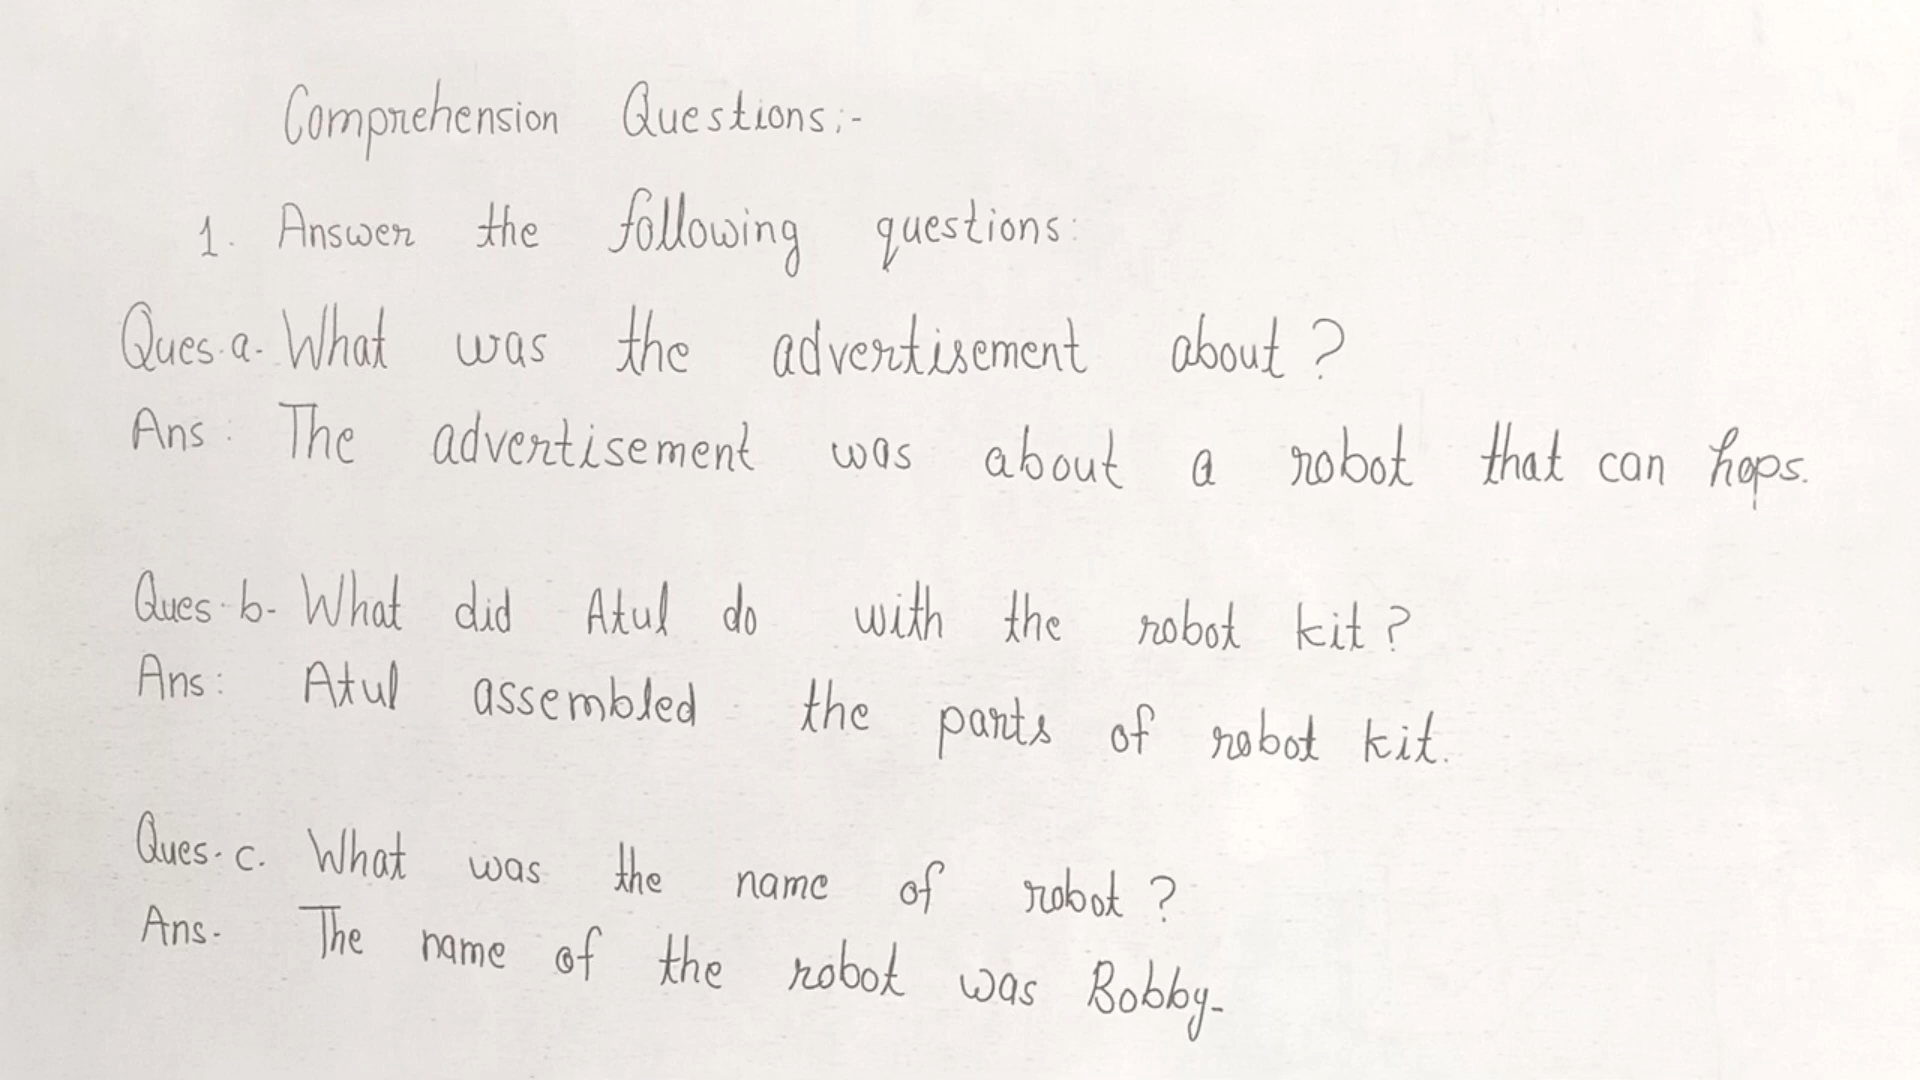 Comprehension Questions:-
1. Answer the following questions:
Ques.a. What was the advertisement about?
Ans: The advertisement was about a robot that can hops.
Ques.b- What did Atul do with the robot kit?
Ans: Atul assembled the parts of robot kit.
Ques.c. What was the name of robot?
Ans. The name of the robot was Bobby.